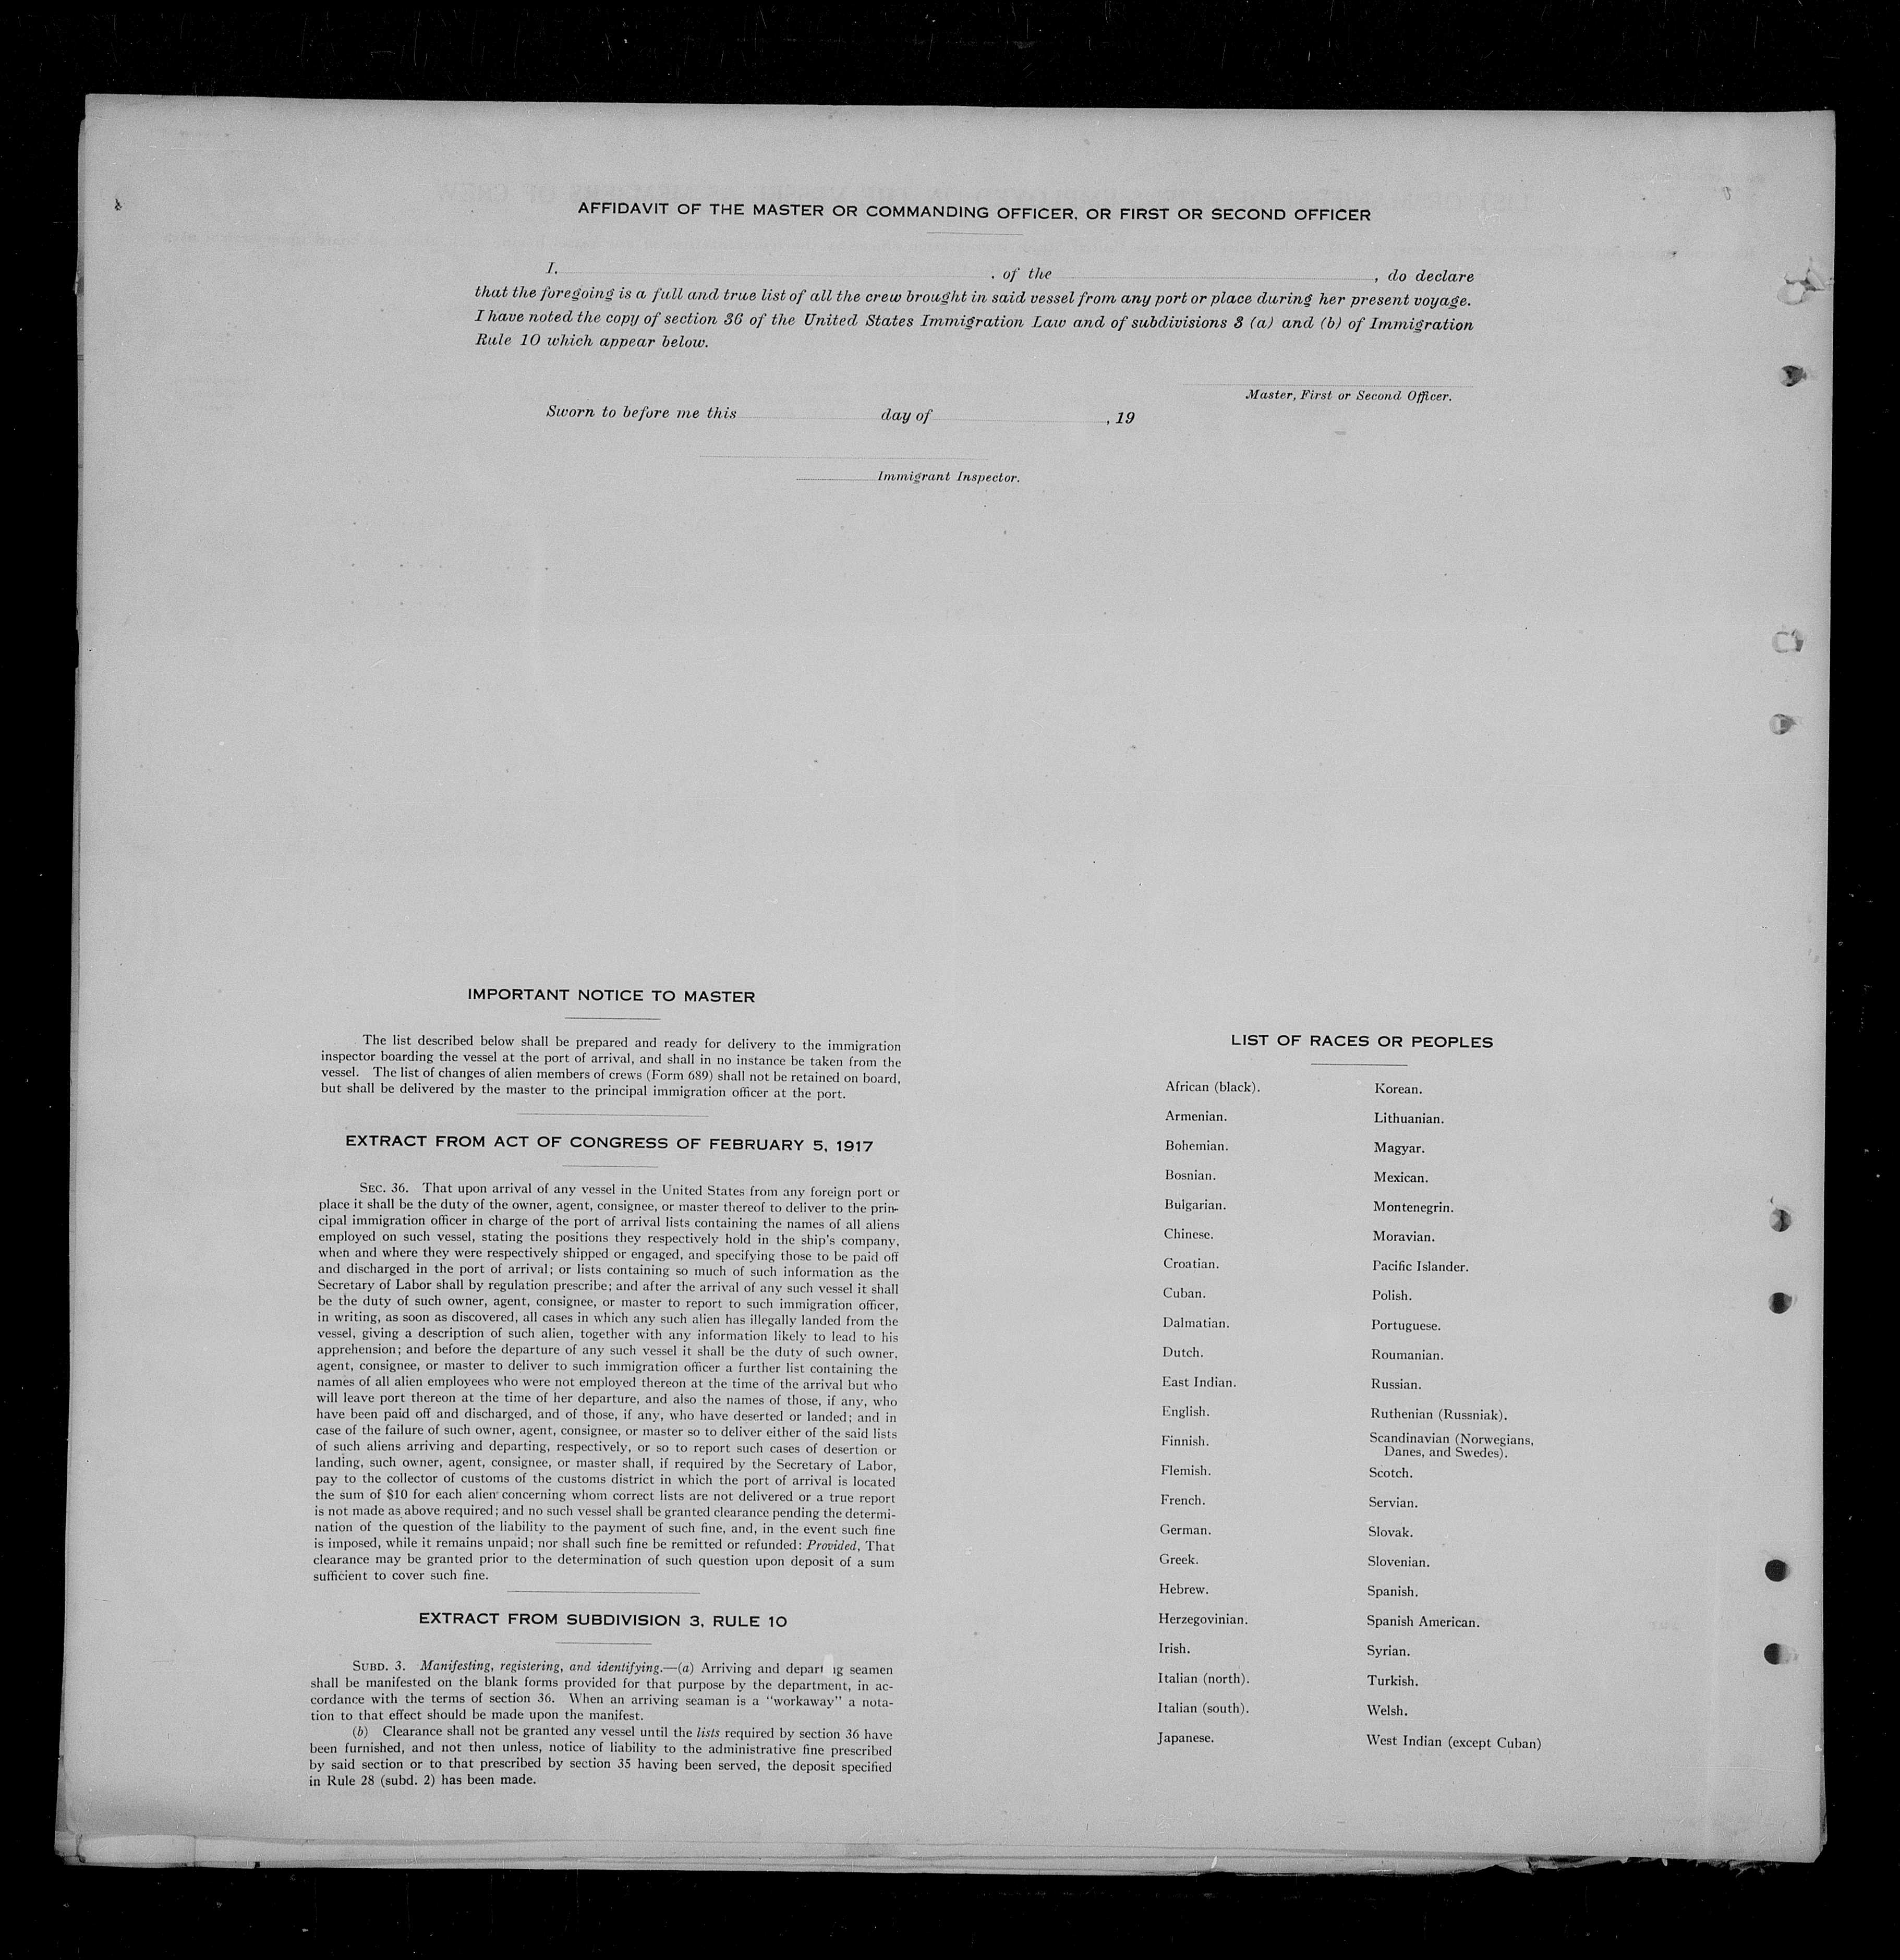 AFFIDAVIT OF THE MASTER OR COMMANDING OFFICER, OR FIRST OR SECOND OFFICER
I, , of the , do declare
that the foregoing is a full and true list of all the crew brought in said vessel from any port or place during her present voyage.
I have noted the copy of section 36 of the United States Immigration Law and of subdivisions 3 (a) and (b) of Immigration
Rule 10 which appear below.
Master, First or Second Officer.
Sworn to before me this day of , 19
Immigrant Inspector.
IMPORTANT NOTICE TO MASTER
The list described below shall be prepared and ready for delivery to the immigration
inspector boarding the vessel at the port of arrival, and shall in no instance be taken from the
vessel. The list of changes of alien members of crews (Form 689) shall not be retained on board,
but shall be delivered by the master to the principal immigration officer at the port.
EXTRACT FROM ACT OF CONGRESS OF FEBRUARY 5, 1917
SEC. 36. That upon arrival of any vessel in the United States from any foreign port or
place it shall be the duty of the owner, agent, consignee, or master thereof to deliver to the prin-
cipal immigration officer in charge of the port of arrival lists containing the names of all aliens
employed on such vessel, stating the positions they respectively hold in the ship's company,
when and where they were respectively shipped or engaged, and specifying those to be paid off
and discharged in the port of arrival; or lists containing so much of such information as the
Secretary of Labor shall by regulation prescribe; and after the arrival of any such vessel it shall
be the duty of such owner, agent, consignee, or master to report to such immigration officer,
in writing, as soon as discovered, all cases in which any such alien has illegally landed from the
vessel, giving a description of such alien, together with any information likely to lead to his
apprehension; and before the departure of any such vessel it shall be the duty of such owner,
agent, consignee, or master to deliver to such immigration officer a further list containing the
names of all alien employees who were not employed thereon at the time of the arrival but who
will leave port thereon at the time of her departure, and also the names of those, if any, who
have been paid off and discharged, and of those, if any, who have deserted or landed; and in
case of the failure of such owner, agent, consignee, or master so to deliver either of the said lists
of such aliens arriving and departing, respectively, or so to report such cases of desertion or
landing, such owner, agent, consignee, or master shall, if required by the Secretary of Labor,
pay to the collector of customs of the customs district in which the port of arrival is located
the sum of $10 for each alien concerning whom correct lists are not delivered or a true report
is not made as above required; and no such vessel shall be granted clearance pending the determi-
nation of the question of the liability to the payment of such fine, and, in the event such fine
is imposed, while it remains unpaid; nor shall such fine be remitted or refunded: Provided, That
clearance may be granted prior to the determination of such question upon deposit of a sum
sufficient to cover such fine.
EXTRACT FROM SUBDIVISION 3, RULE 10
SUBD. 3. Manifesting, registering, and identifying.—(a) Arriving and depart ng seamen
shall be manifested on the blank forms provided for that purpose by the department, in ac-
cordance with the terms of section 36. When an arriving seaman is a "workaway" a nota-
tion to that effect should be made upon the manifest.
(b) Clearance shall not be granted any vessel until the lists required by section 36 have
been furnished, and not then unless, notice of liability to the administrative fine prescribed
by said section or to that prescribed by section 35 having been served, the deposit specified
in Rule 28 (subd. 2) has been made.
LIST OF RACES OR PEOPLES
African (black).
Armenian.
Bohemian.
Bosnian.
Bulgarian.
Chinese.
Croatian.
Cuban.
Dalmatian.
Dutch.
East Indian.
English.
Finnish.
Flemish.
French.
German.
Greek.
Hebrew.
Herzegovinian.
Irish.
Italian (north).
Italian (south).
Japanese.
Korean.
Lithuanian.
Magyar.
Mexican.
Montenegrin.
Moravian.
Pacific Islander.
Polish.
Portuguese.
Roumanian.
Russian.
Ruthenian (Russniak).
Scandinavian (Norwegians,
Danes, and Swedes).
Scotch.
Servian.
Slovak.
Slovenian.
Spanish.
Spanish American.
Syrian.
Turkish.
Welsh.
West Indian (except Cuban)